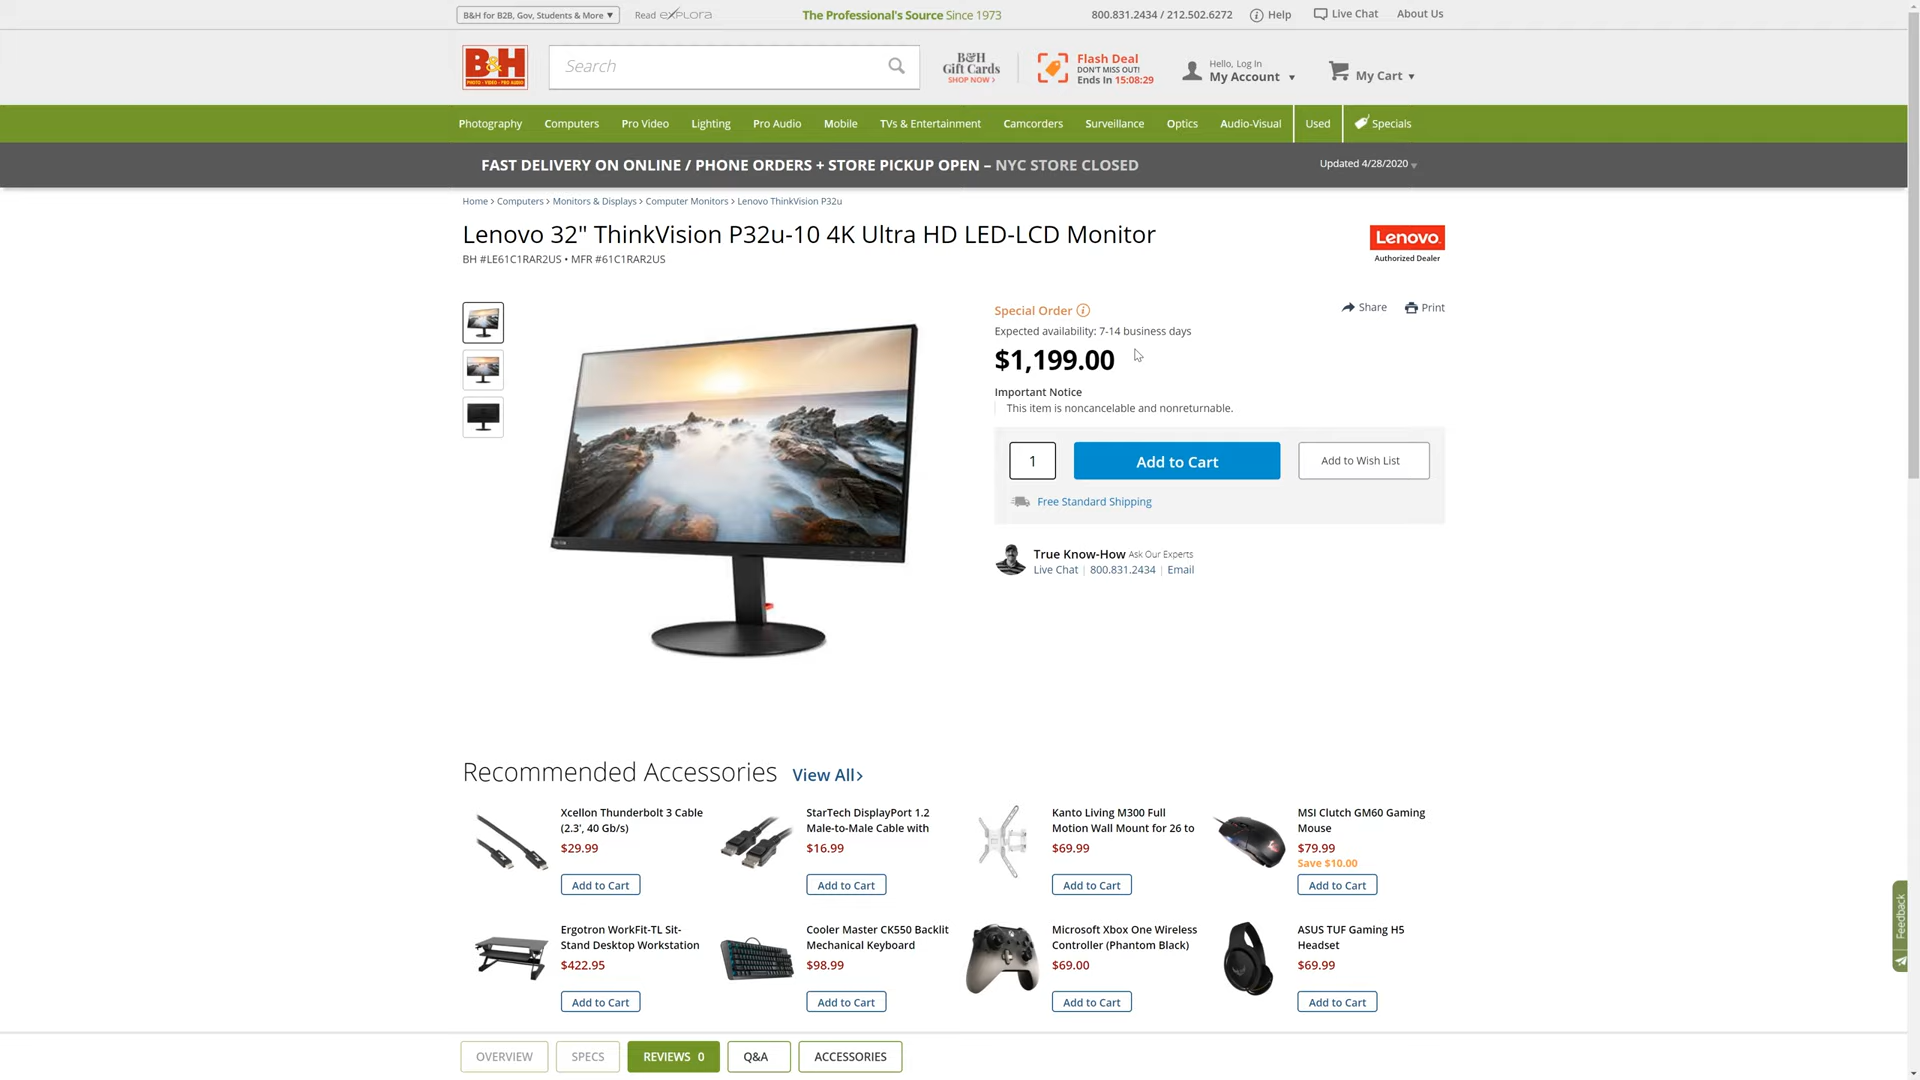 B&H for B2B, Gov, Students & More ▼
Read eXPLORA
The Professional's Source Since 1973
800.831.2434 / 212.502.6272
Help
Live Chat
About Us
B&H
PHOTO - VIDEO - PRO AUDIO
Search
B&H
Gift Cards
SHOP NOW >
Flash Deal
DON'T MISS OUT!
Ends In 15:08:29
Hello, Log In
My Account ▼
My Cart ▼
Photography
Computers
Pro Video
Lighting
Pro Audio
Mobile
TVs & Entertainment
Camcorders
Surveillance
Optics
Audio-Visual
Used
Specials
FAST DELIVERY ON ONLINE / PHONE ORDERS + STORE PICKUP OPEN – NYC STORE CLOSED
Updated 4/28/2020
Home > Computers > Monitors & Displays > Computer Monitors > Lenovo ThinkVision P32u
Lenovo 32" ThinkVision P32u-10 4K Ultra HD LED-LCD Monitor
BH #LE61C1RAR2US • MFR #61C1RAR2US
Lenovo.
Authorized Dealer
Special Order
Share
Print
Expected availability: 7-14 business days
$1,199.00
Important Notice
This item is noncancelable and nonreturnable.
1
Add to Cart
Add to Wish List
Free Standard Shipping
True Know-How Ask Our Experts
Live Chat | 800.831.2434 | Email
Recommended Accessories
View All>
Xcellon Thunderbolt 3 Cable
(2.3', 40 Gb/s)
$29.99
Add to Cart
StarTech DisplayPort 1.2
Male-to-Male Cable with
$16.99
Add to Cart
Kanto Living M300 Full
Motion Wall Mount for 26 to
$69.99
Add to Cart
MSI Clutch GM60 Gaming
Mouse
$79.99
Save $10.00
Add to Cart
Ergotron WorkFit-TL Sit-
Stand Desktop Workstation
$422.95
Add to Cart
Cooler Master CK550 Backlit
Mechanical Keyboard
$98.99
Add to Cart
Microsoft Xbox One Wireless
Controller (Phantom Black)
$69.00
Add to Cart
ASUS TUF Gaming H5
Headset
$69.99
Add to Cart
Feedback
OVERVIEW
SPECS
REVIEWS 0
Q&A
ACCESSORIES